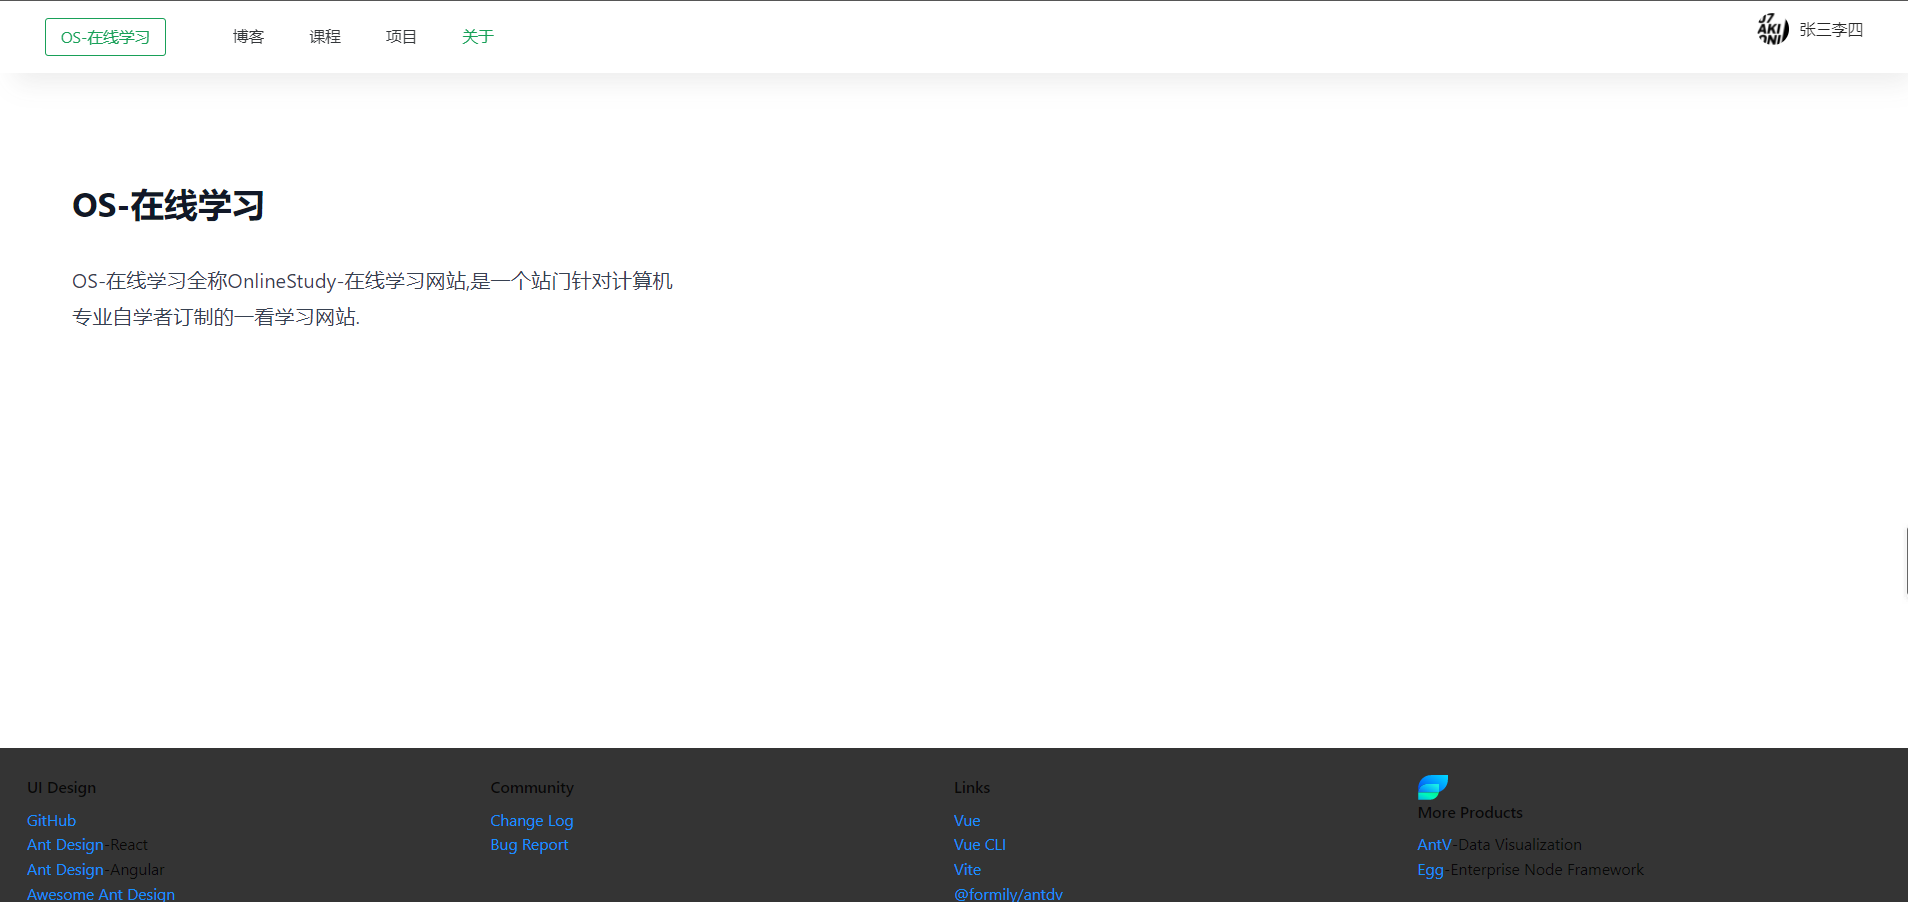 OS-在线学习
博客
课程
项目
关于
张三李四
OS-在线学习
OS-在线学习全称OnlineStudy-在线学习网站,是一个站门针对计算机
专业自学者订制的一看学习网站.
UI Design
GitHub
Ant Design-React
Ant Design-Angular
Awesome Ant Design
Community
Change Log
Bug Report
Links
Vue
Vue CLI
Vite
@formily/antdv
More Products
AntV-Data Visualization
Egg-Enterprise Node Framework